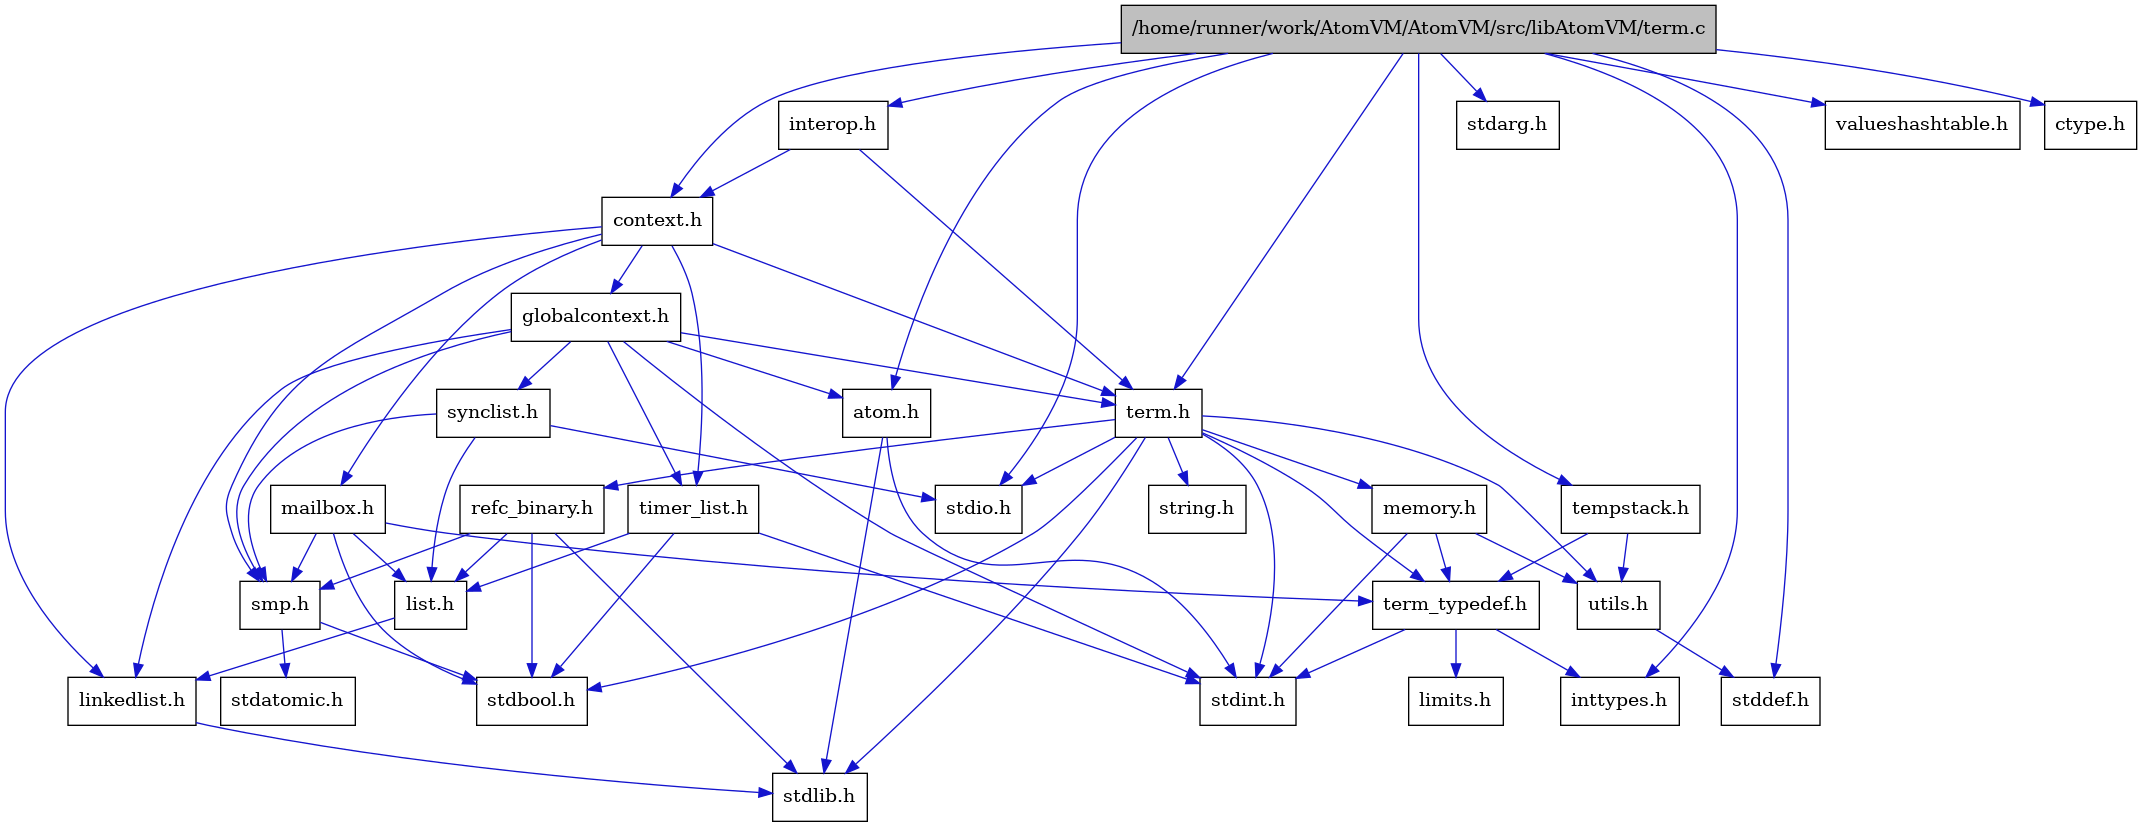 /home/runner/work/AtomVM/AtomVM/src/libAtomVM/term.c
interop.h
stdarg.h
valueshashtable.h
ctype.h
context.h
globalcontext.h
synclist.h
atom.h
term.h
mailbox.h
refc_binary.h
timer_list.h
stdio.h
string.h
memory.h
tempstack.h
smp.h
list.h
term_typedef.h
utils.h
linkedlist.h
stdatomic.h
stdbool.h
stdint.h
limits.h
inttypes.h
stddef.h
stdlib.h